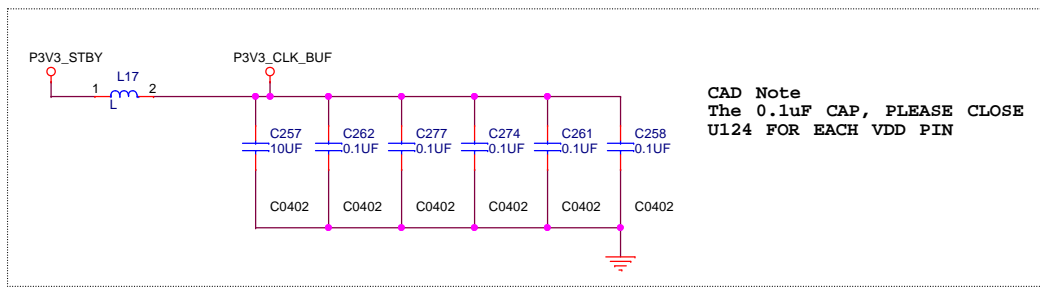 P3V3_STBY
P3V3_CLK_BUF
1 L17 2
L
C257 C262 C277 C274 C261 C258
10UF 0.1UF 0.1UF 0.1UF 0.1UF 0.1UF
C0402 C0402 C0402 C0402 C0402 C0402
CAD Note
The 0.1uF CAP, PLEASE CLOSE
U124 FOR EACH VDD PIN